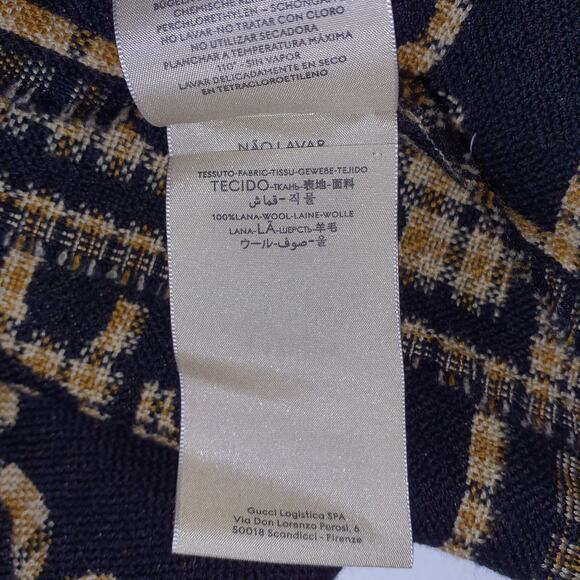 CHEMISCHE
PERCHLORETHYLEN - SCHONGANG
NO LAVAR-NO TRATAR CON CLORO
NO UTILIZAR SECADORA
PLANCHAR A TEMPERATURA MÁXIMA
110° - SIN VAPOR
LAVAR DELICADAMENTE EN SECO
EN TETRACLOROETILENO
NÃO LAVAR
TESSUTO-FABRIC-TISSU-GEWEBE-TEJIDO
TECIDO-ТКАНЬ-表地-面料
قماش-직물
100%LANA-WOOL-LAINE-WOLLE
LANA-LÃ-ШЕРСТЬ-羊毛
ウール-صوف-울
Gucci Logistica SPA
Via Don Lorenzo Perosi, 6
50018 Scandicci - Firenze